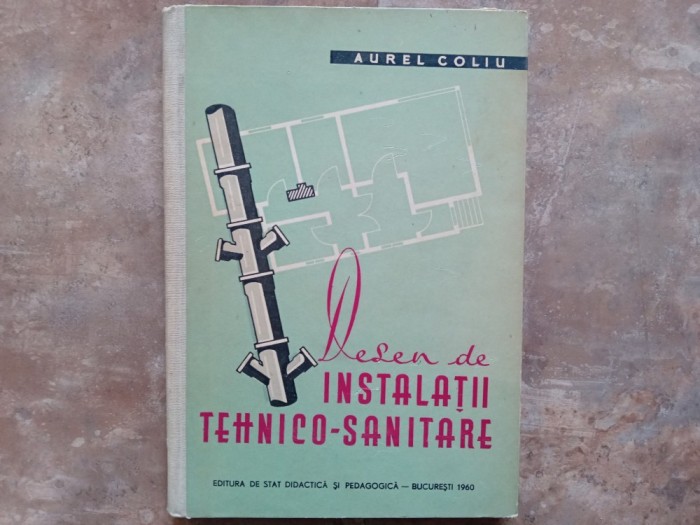 AUREL COLIU
Desen de
INSTALAȚII
TEHNICO-SANITARE
EDITURA DE STAT DIDACTICĂ ȘI PEDAGOGICĂ — BUCUREȘTI 1960